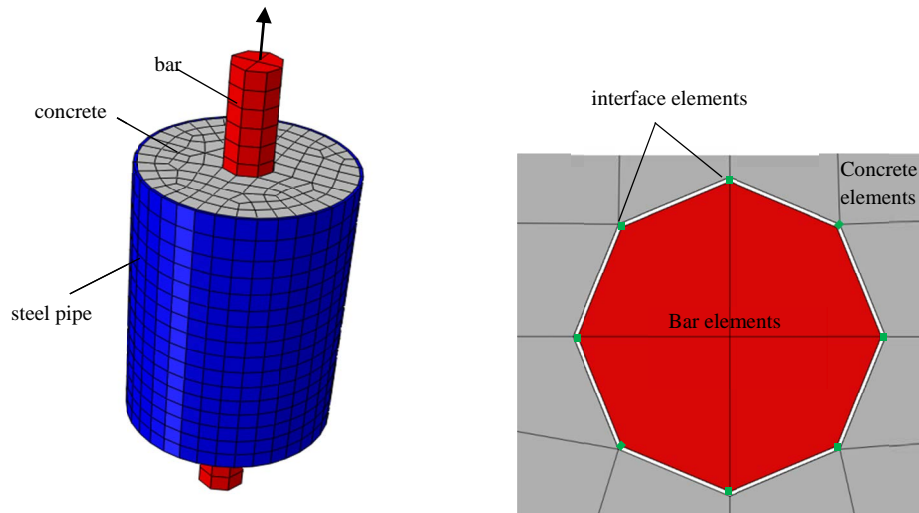 bar
concrete
steel pipe
interface elements
Concrete
elements
Bar elements